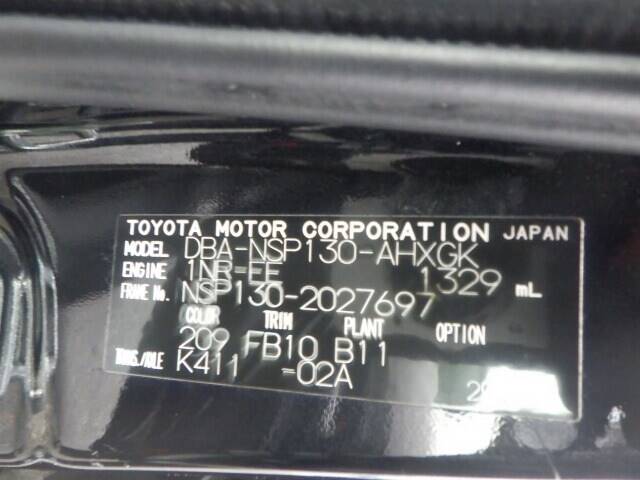 TOYOTA MOTOR CORPORATION JAPAN
MODEL DBA-NSP130-AHXGK
ENGINE 1NR-FE 1329 mL
FRAME No. NSP130-2027697
COLOR TRIM PLANT OPTION
209 FB10 B11
TRNS./AXLE K411 =02A